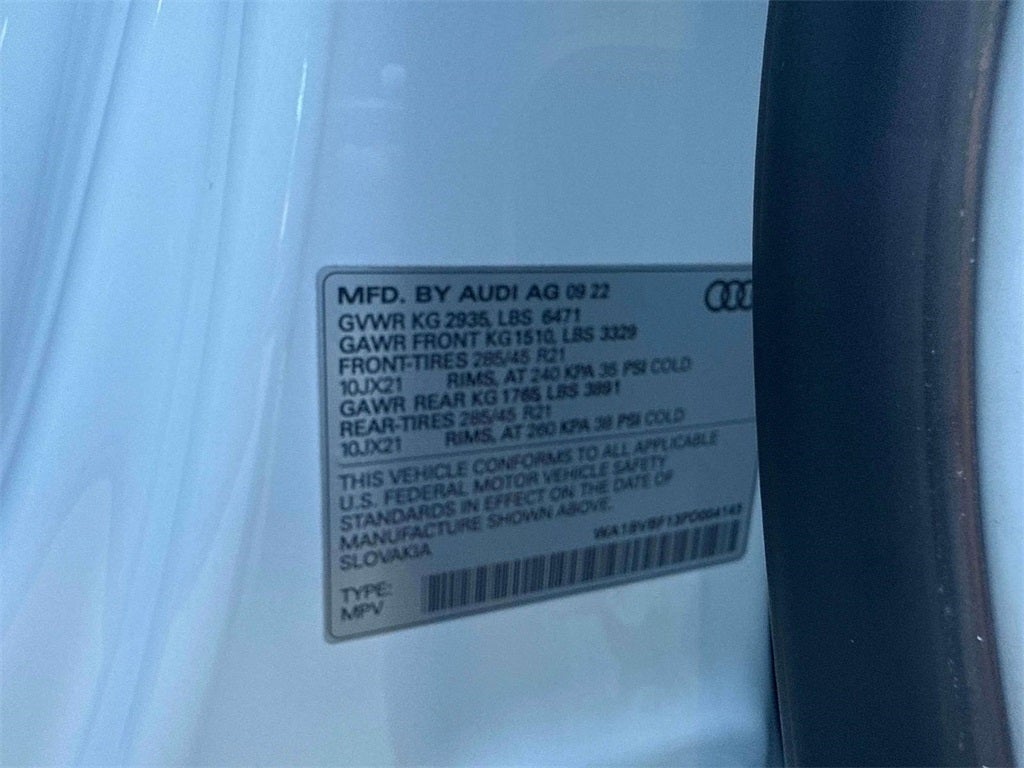 MFD. BY AUDI AG 09 22
GVWR KG 2935, LBS 6471
GAWR FRONT KG 1510, LBS 3329
FRONT-TIRES 285/45 R21
10JX21 RIMS, AT 240 KPA 35 PSI COLD
GAWR REAR KG 1765 LBS 3891
REAR-TIRES 285/45 R21
10JX21 RIMS, AT 260 KPA 38 PSI COLD
THIS VEHICLE CONFORMS TO ALL APPLICABLE
U.S. FEDERAL MOTOR VEHICLE SAFETY
STANDARDS IN EFFECT ON THE DATE OF
MANUFACTURE SHOWN ABOVE.
SLOVAKIA
TYPE:
MPV